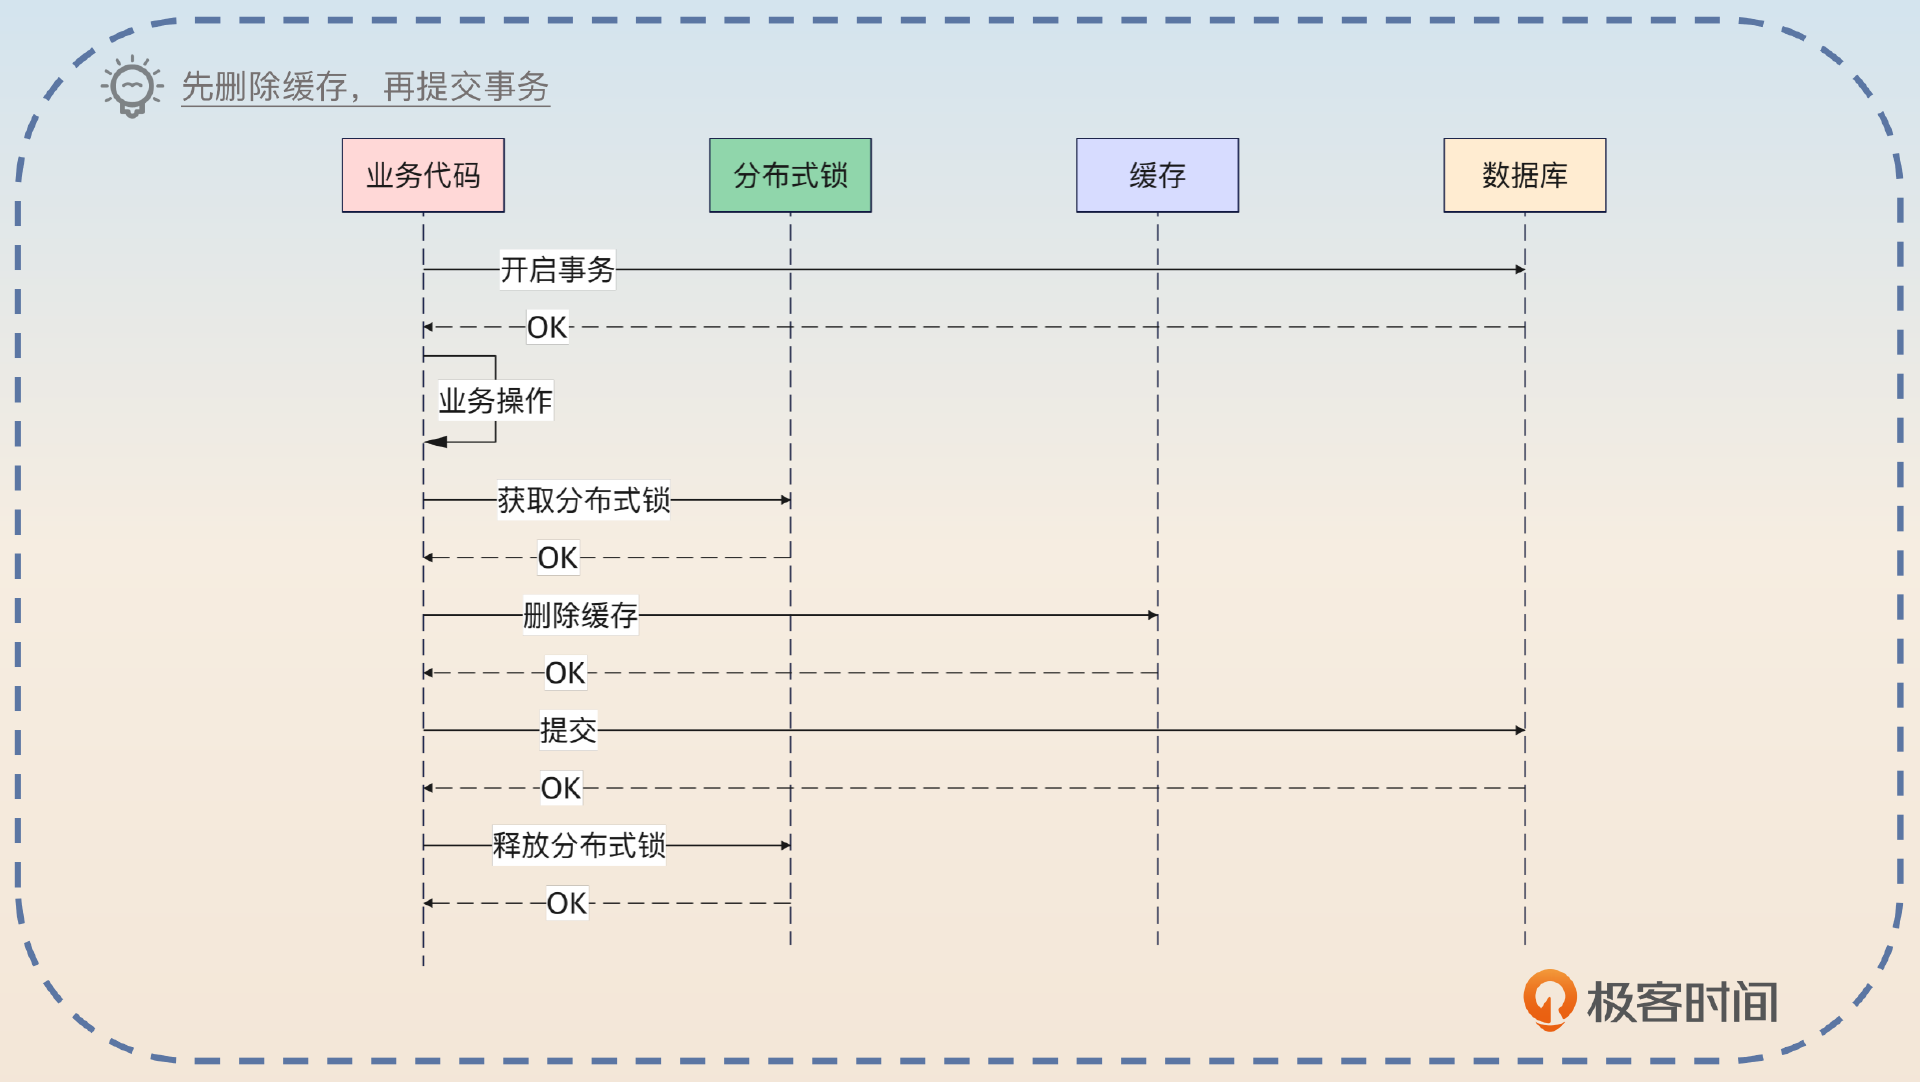 先删除缓存，再提交事务
业务代码
分布式锁
缓存
数据库
开启事务
OK
业务操作
获取分布式锁
OK
删除缓存
OK
提交
OK
释放分布式锁
OK
极客时间